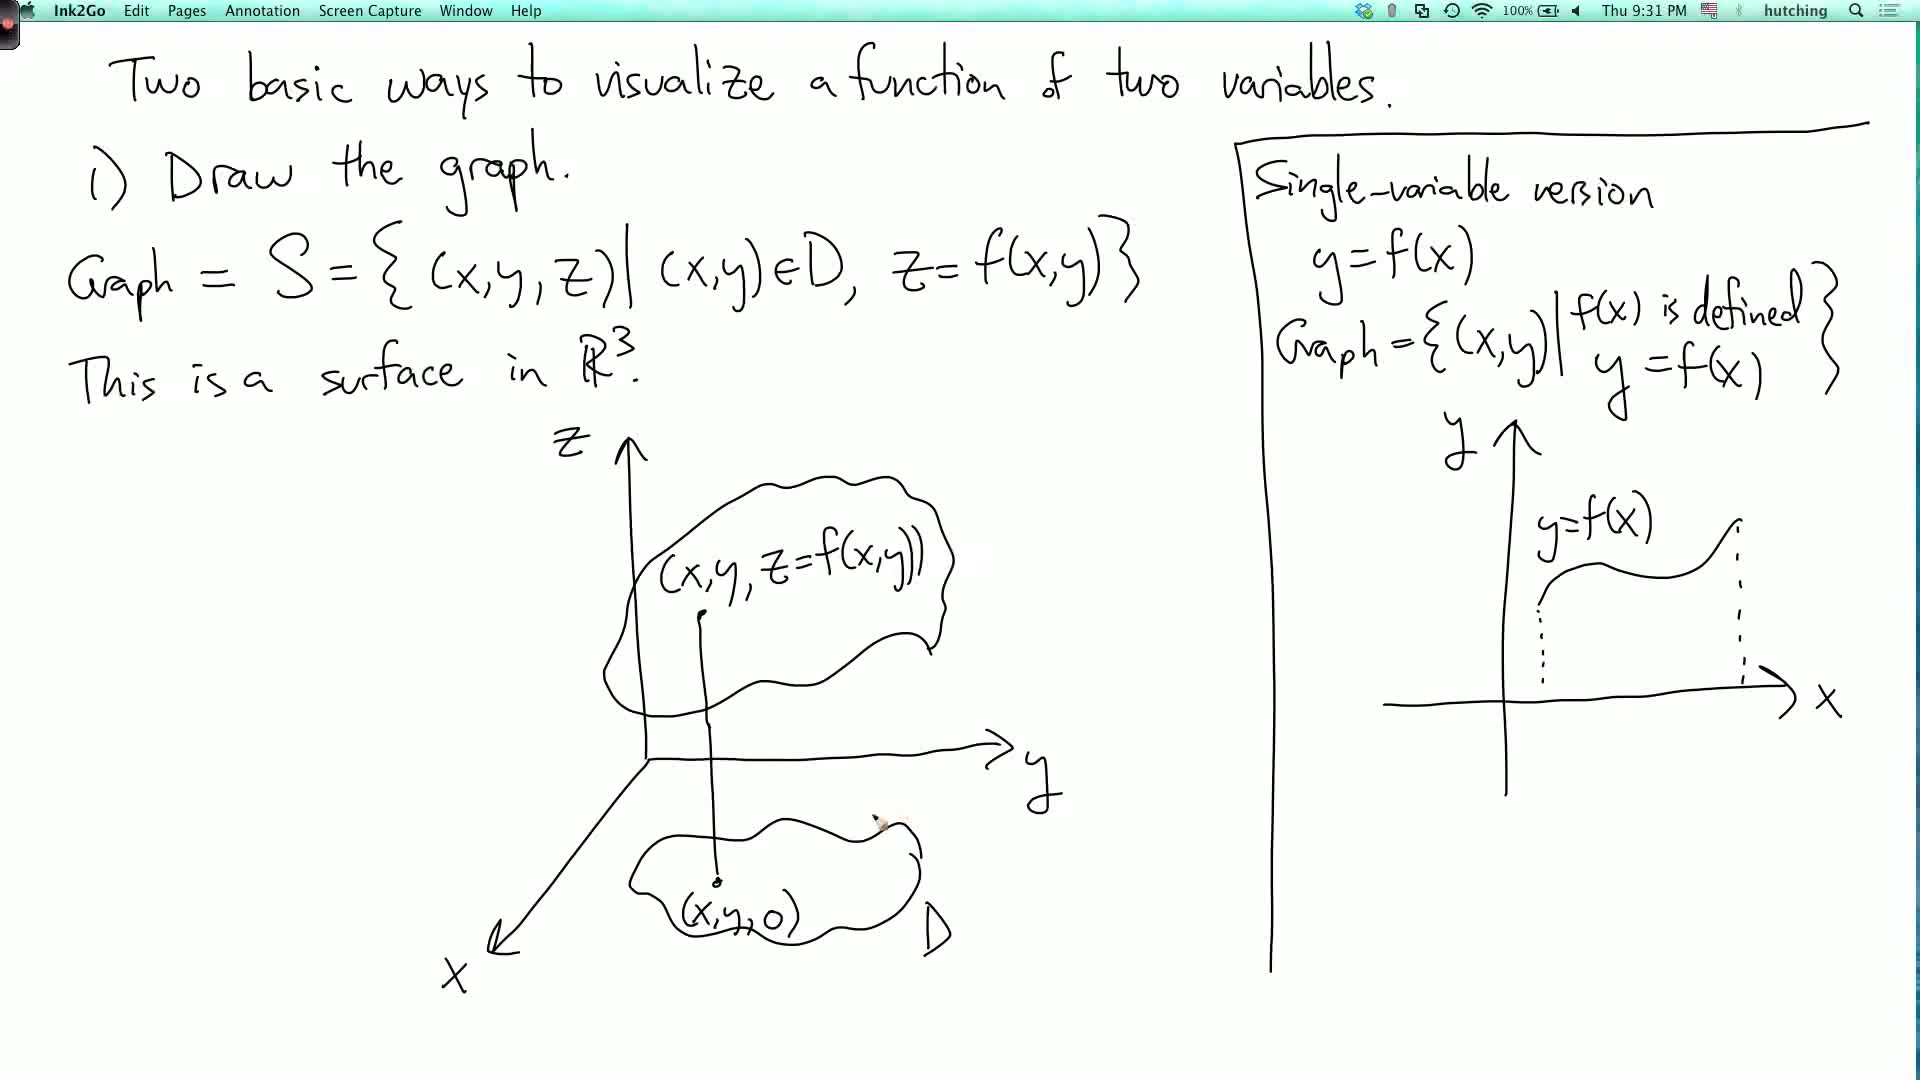 Ink2Go Edit Pages Annotation Screen Capture Window Help 100% Thu 9:31 PM hutching
Two basic ways to visualize a function of two variables.
1) Draw the graph.
Graph = S = { (x,y,z) | (x,y) ∈ D, z = f(x,y) }
This is a surface in ℝ³.
z
(x,y, z=f(x,y))
y
(x,y,0)
D
x
Single-variable version
y = f(x)
Graph = { (x,y) | f(x) is defined
y = f(x) }
y
y=f(x)
x